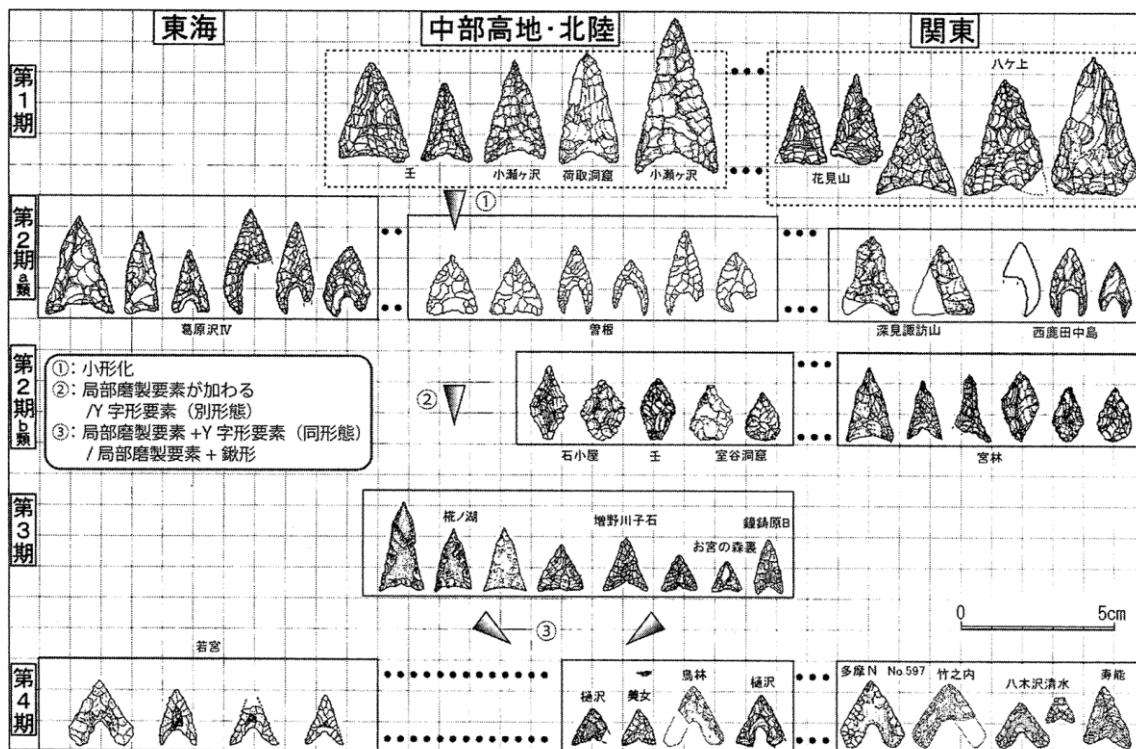 東海
中部高地・北陸
関東
第1期
八ケ上
壬
小瀬ヶ沢
荷取洞窟
小瀬ヶ沢
花見山
①
第2期a類
葛原沢Ⅳ
曽根
深見諏訪山
西鹿田中島
第2期b類
①：小形化
②：局部磨製要素が加わる
/Y字形要素（別形態）
③：局部磨製要素+Y字形要素（同形態）
/局部磨製要素+鍬形
②
石小屋
壬
室谷洞窟
宮林
第3期
椛ノ湖
増野川子石
お宮の森裏
鐘鋳原B
③
0
5cm
第4期
若宮
樋沢
美女
烏林
樋沢
多摩N No.597
竹之内
八木沢清水
寿能